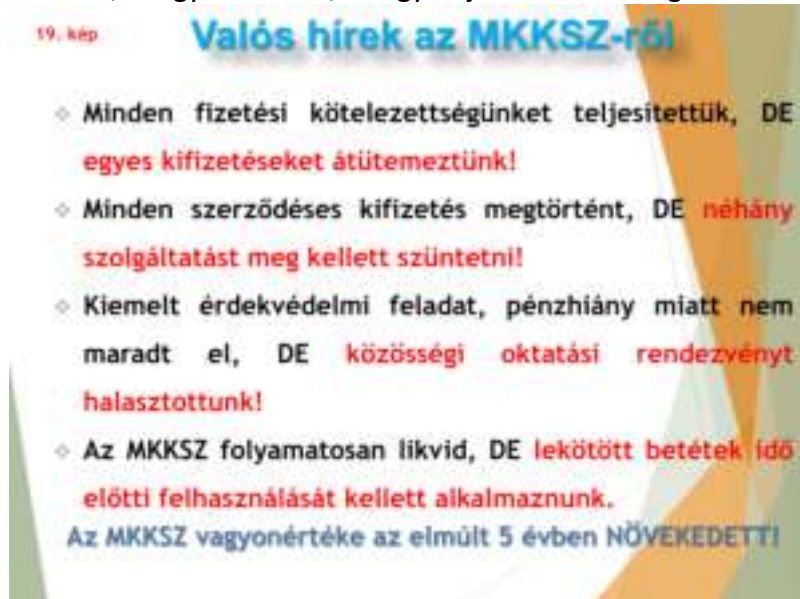 19. kép
Valós hírek az MKKSZ-ről
Minden fizetési kötelezettségünket teljesítettük, DE
egyes kifizetéseket átütemeztünk!
Minden szerződéses kifizetés megtörtént, DE néhány
szolgáltatást meg kellett szüntetni!
Kiemelt érdekvédelmi feladat, pénzhiány miatt nem
maradt el, DE közösségi oktatási rendezvényt
halasztottunk!
Az MKKSZ folyamatosan likvid, DE lekötött betétek idő
előtti felhasználását kellett alkalmaznunk.
Az MKKSZ vagyonértéke az elmúlt 5 évben NÖVEKEDETT!